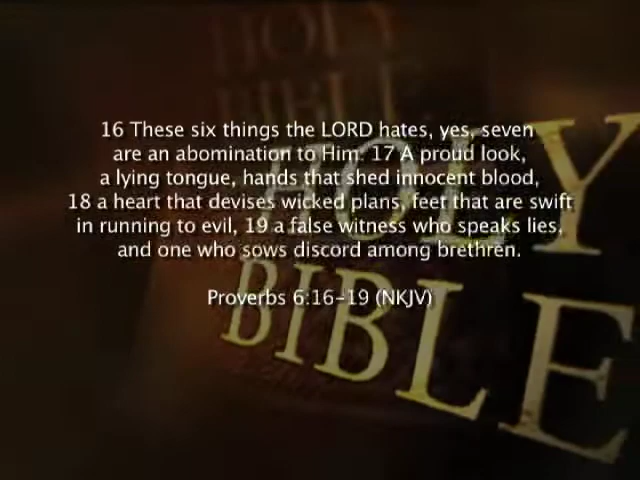 HOLY
BIBLE
16 These six things the LORD hates, yes, seven
are an abomination to Him: 17 A proud look,
a lying tongue, hands that shed innocent blood,
18 a heart that devises wicked plans, feet that are swift
in running to evil, 19 a false witness who speaks lies,
and one who sows discord among brethren.
Proverbs 6:16-19 (NKJV)
HOLY
BIBLE